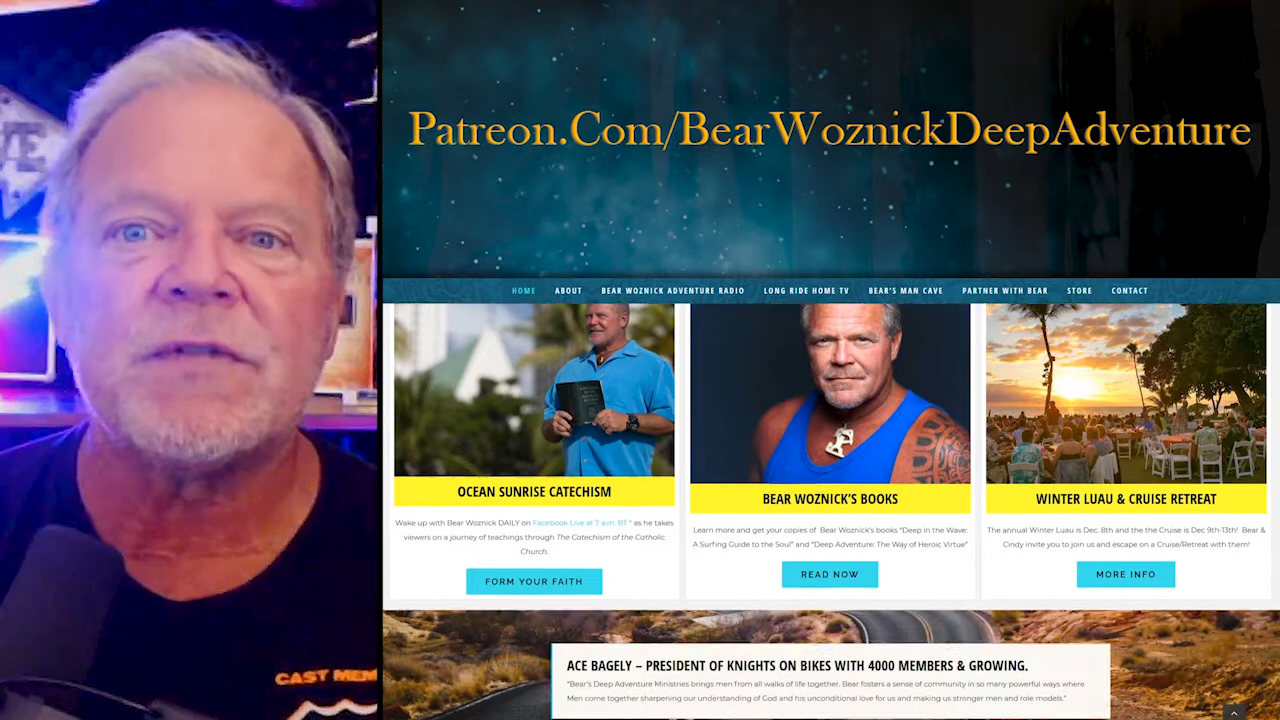 Patreon.Com/BearWoznickDeepAdventure
HOME ABOUT BEAR WOZNICK ADVENTURE RADIO LONG RIDE HOME TV BEAR'S MAN CAVE PARTNER WITH BEAR STORE CONTACT
OCEAN SUNRISE CATECHISM
Wake up with Bear Woznick DAILY on Facebook Live at 7 a.m. BT * as he takes
viewers on a journey of teachings through The Catechism of the Catholic
Church.
FORM YOUR FAITH
BEAR WOZNICK'S BOOKS
Learn more and get your copies of Bear Woznick's books "Deep in the Wave:
A Surfing Guide to the Soul" and "Deep Adventure: The Way of Heroic Virtue"
READ NOW
WINTER LUAU & CRUISE RETREAT
The annual Winter Luau is Dec. 8th and the the Cruise is Dec 9th-13th! Bear &
Cindy invite you to join us and escape on a Cruise/Retreat with them!
MORE INFO
ACE BAGELY – PRESIDENT OF KNIGHTS ON BIKES WITH 4000 MEMBERS & GROWING.
"Bear's Deep Adventure Ministries brings men from all walks of life together. Bear fosters a sense of community in so many powerful ways where
Men come together sharpening our understanding of God and his unconditional love for us and making us stronger men and role models."
CAST